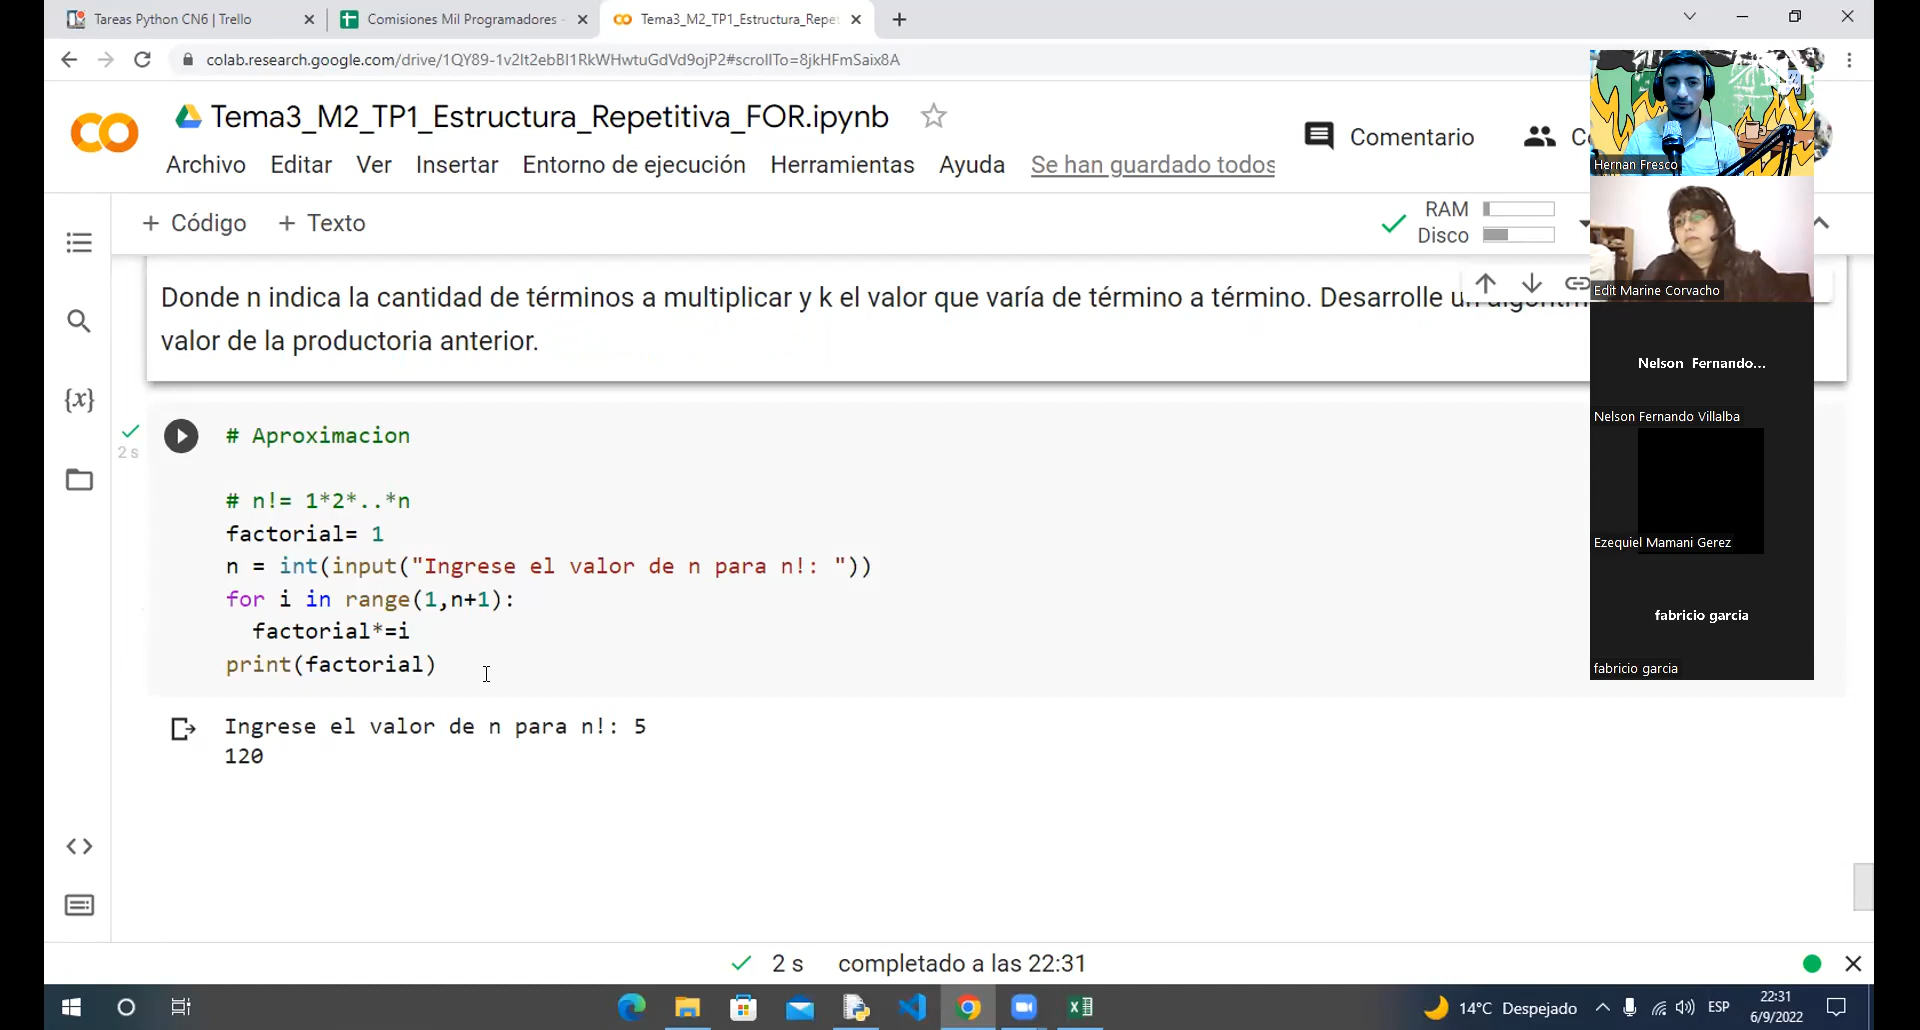 Tareas Python CN6 | Trello
Comisiones Mil Programadores -
Tema3_M2_TP1_Estructura_Repet
colab.research.google.com/drive/1QY89-1v2It2ebBl1RkWHwtuGdVd9ojP2#scrollTo=8jkHFmSaix8A
CO
Tema3_M2_TP1_Estructura_Repetitiva_FOR.ipynb
Comentario
Archivo Editar Ver Insertar Entorno de ejecución Herramientas Ayuda Se han guardado todos
+ Código + Texto
RAM
Disco
Donde n indica la cantidad de términos a multiplicar y k el valor que varía de término a término. Desarrolle un
valor de la productoria anterior.
2 s
# Aproximacion
# n!= 1*2*..*n
factorial= 1
n = int(input("Ingrese el valor de n para n!: "))
for i in range(1,n+1):
factorial*=i
print(factorial)
Ingrese el valor de n para n!: 5
120
{x}
2 s completado a las 22:31
Hernan Fresco
Edit Marine Corvacho
Nelson Fernando...
Nelson Fernando Villalba
Ezequiel Mamani Gerez
fabricio garcia
fabricio garcia
14°C Despejado
ESP
22:31
6/9/2022